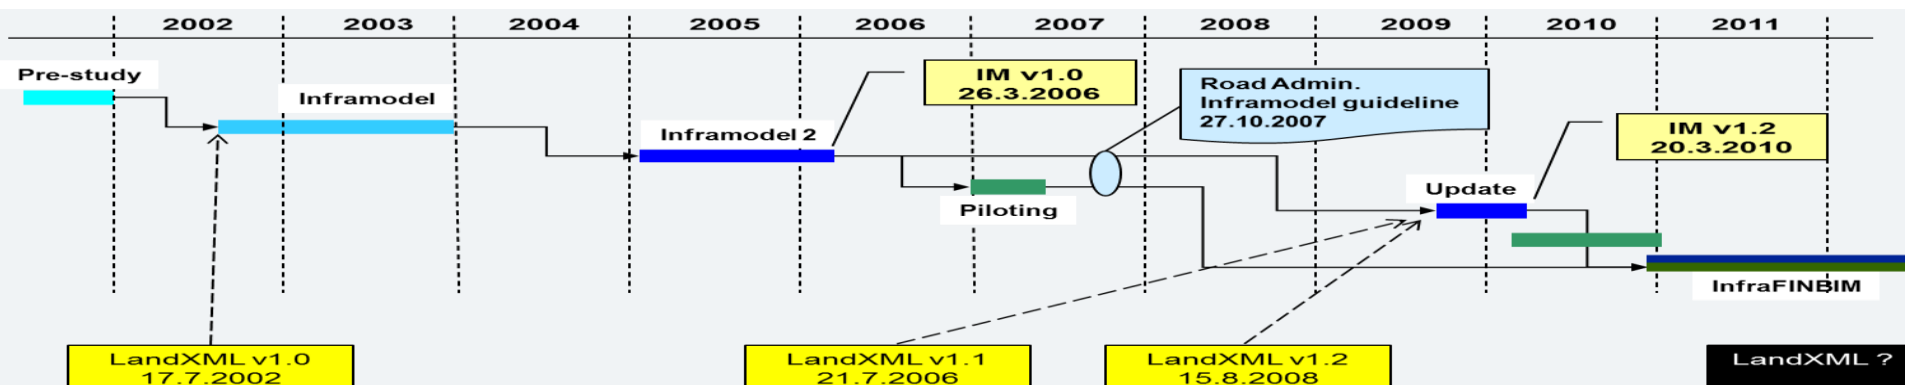 2002 2003 2004 2005 2006 2007 2008 2009 2010 2011
Pre-study
Inframodel
Inframodel 2
IM v1.0
26.3.2006
Road Admin.
Inframodel guideline
27.10.2007
IM v1.2
20.3.2010
Update
Piloting
InfraFINBIM
LandXML v1.0
17.7.2002
LandXML v1.1
21.7.2006
LandXML v1.2
15.8.2008
LandXML ?